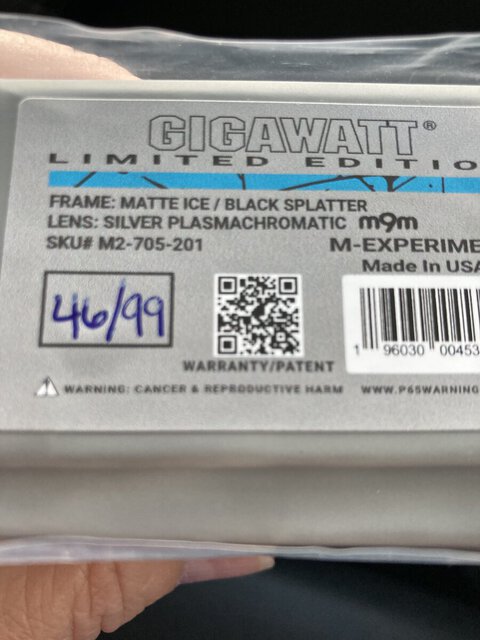 GIGAWATT®
LIMITED EDITIO
FRAME: MATTE ICE / BLACK SPLATTER
LENS: SILVER PLASMACHROMATIC m9m
SKU# M2-705-201
M-EXPERIME
Made In USA
46/99
1 96030 00453
WARRANTY/PATENT
WARNING: CANCER & REPRODUCTIVE HARM WWW.P65WARNING